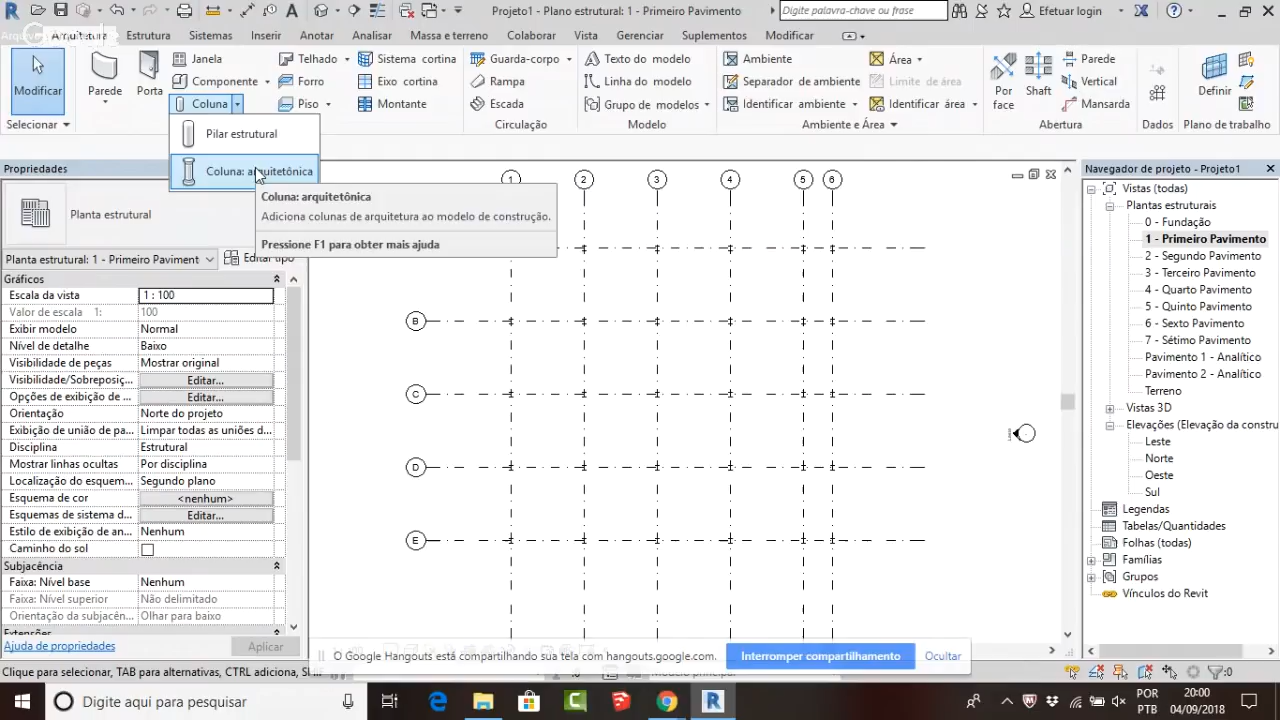 Projeto1 - Plano estrutural: 1 - Primeiro Pavimento
Digite palavra-chave ou frase
Efetuar login
Estrutura
Sistemas
Inserir
Anotar
Analisar
Massa e terreno
Colaborar
Vista
Gerenciar
Suplementos
Modificar
Modificar
Parede
Porta
Janela
Componente
Coluna
Telhado
Forro
Piso
Sistema cortina
Eixo cortina
Montante
Guarda-corpo
Rampa
Escada
Texto do modelo
Linha do modelo
Grupo de modelos
Ambiente
Separador de ambiente
Identificar ambiente
Área
Limite de área
Identificar área
Por face
Shaft
Parede
Vertical
Mansarda
Definir
Selecionar
Circulação
Modelo
Ambiente e Área
Abertura
Dados
Plano de trabalho
Pilar estrutural
Coluna: arquitetônica
Coluna: arquitetônica
Adiciona colunas de arquitetura ao modelo de construção.
Pressione F1 para obter mais ajuda
Propriedades
Planta estrutural
Planta estrutural: 1 - Primeiro Paviment
Editar tipo
Gráficos
Escala da vista 1 : 100
Valor de escala 1: 100
Exibir modelo Normal
Nível de detalhe Baixo
Visibilidade de peças Mostrar original
Visibilidade/Sobreposiç... Editar...
Opções de exibição de ... Editar...
Orientação Norte do projeto
Exibição de união de pa... Limpar todas as uniões d...
Disciplina Estrutural
Mostrar linhas ocultas Por disciplina
Localização do esquem... Segundo plano
Esquema de cor <nenhum>
Esquemas de sistema d... Editar...
Estilo de exibição de an... Nenhum
Caminho do sol
Subjacência
Faixa: Nível base Nenhum
Faixa: Nível superior Não delimitado
Orientação da subjacên... Olhar para baixo
Extensões
Ajuda de propriedades
Aplicar
1 2 3 4 5 6
B
C
D
E
Navegador de projeto - Projeto1
Vistas (todas)
Plantas estruturais
0 - Fundação
1 - Primeiro Pavimento
2 - Segundo Pavimento
3 - Terceiro Pavimento
4 - Quarto Pavimento
5 - Quinto Pavimento
6 - Sexto Pavimento
7 - Sétimo Pavimento
Pavimento 1 - Analítico
Pavimento 2 - Analítico
Terreno
Vistas 3D
Elevações (Elevação da constru
Leste
Norte
Oeste
Sul
Legendas
Tabelas/Quantidades
Folhas (todas)
Famílias
Grupos
Vínculos do Revit
O Google Hangouts está compartilhando sua tela com hangouts.google.com.
Interromper compartilhamento
Ocultar
Clique para selecionar, TAB para alternativas, CTRL adiciona, SHIF
:0
Digite aqui para pesquisar
POR
PTB
20:00
04/09/2018